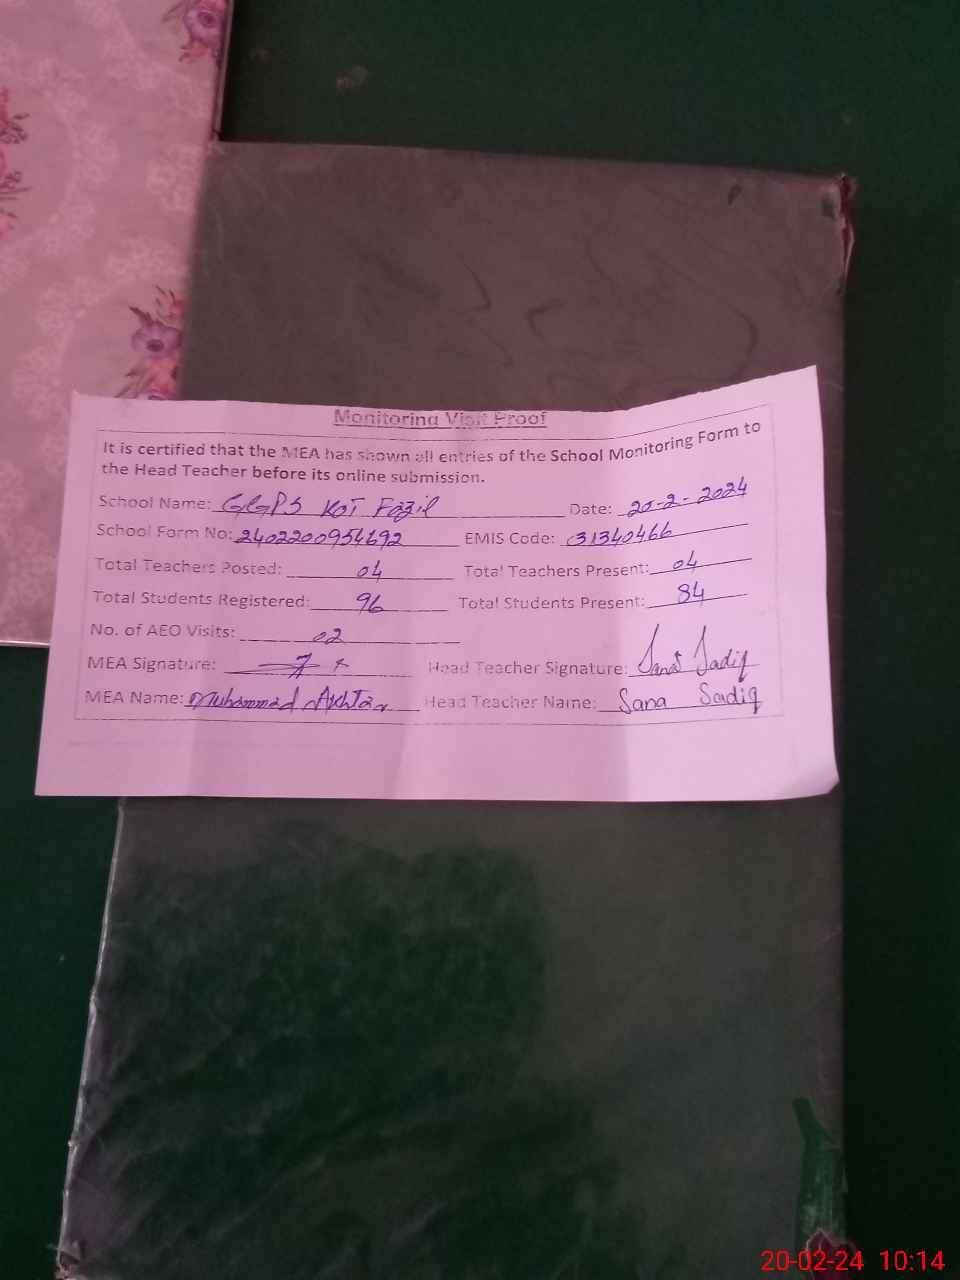 Monitoring Visit Proof
It is certified that the MEA has shown all entries of the School Monitoring Form to
the Head Teacher before its online submission.
School Name: GGPS KOT Fazil Date: 20-2-2024
School Form No: 2402200954692 EMIS Code: 31340466
Total Teachers Posted: 04 Total Teachers Present: 04
Total Students Registered: 96 Total Students Present: 84
No. of AEO Visits: 02
MEA Signature: Head Teacher Signature: Sana Sadiq
MEA Name: Muhammad Akhtar Head Teacher Name: Sana Sadiq
20-02-24 10:14